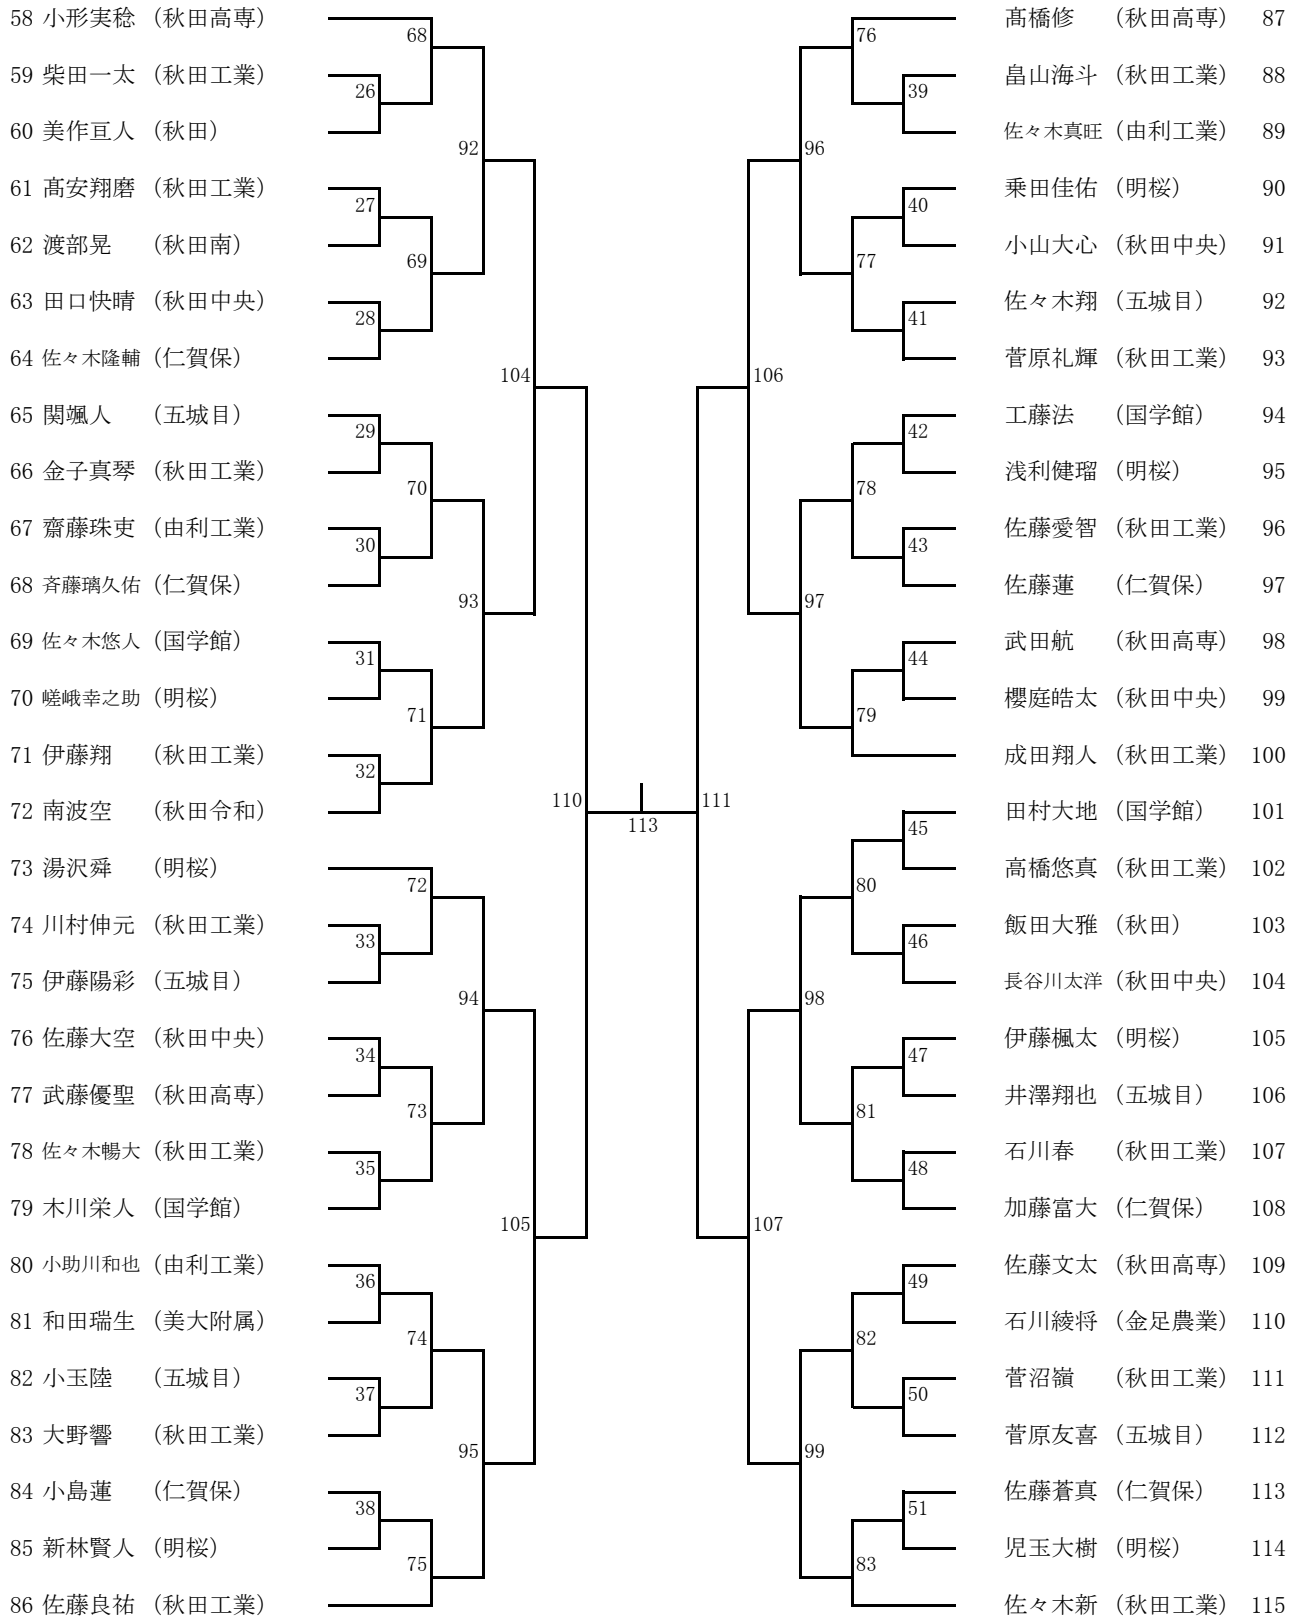 58 小形実稔 （秋田高専）
59 柴田一太 （秋田工業）
60 美作亘人 （秋田）
61 髙安翔磨 （秋田工業）
62 渡部晃 （秋田南）
63 田口快晴 （秋田中央）
64 佐々木隆輔 （仁賀保）
65 関颯人 （五城目）
66 金子真琴 （秋田工業）
67 齋藤珠吏 （由利工業）
68 斉藤璃久佑 （仁賀保）
69 佐々木悠人 （国学館）
70 嵯峨幸之助 （明桜）
71 伊藤翔 （秋田工業）
72 南波空 （秋田令和）
73 湯沢舜 （明桜）
74 川村伸元 （秋田工業）
75 伊藤陽彩 （五城目）
76 佐藤大空 （秋田中央）
77 武藤優聖 （秋田高専）
78 佐々木暢大 （秋田工業）
79 木川栄人 （国学館）
80 小助川和也 （由利工業）
81 和田瑞生 （美大附属）
82 小玉陸 （五城目）
83 大野響 （秋田工業）
84 小島蓮 （仁賀保）
85 新林賢人 （明桜）
86 佐藤良祐 （秋田工業）
68
26
92
27
69
28
104
29
70
30
93
31
71
32
110
72
33
94
34
73
35
105
36
74
37
95
38
75
113
76
39
96
40
77
41
106
42
78
43
97
44
79
111
45
80
46
98
47
81
48
107
49
82
50
99
51
83
髙橋修 （秋田高専） 87
畠山海斗 （秋田工業） 88
佐々木真旺 （由利工業） 89
乗田佳佑 （明桜） 90
小山大心 （秋田中央） 91
佐々木翔 （五城目） 92
菅原礼輝 （秋田工業） 93
工藤法 （国学館） 94
浅利健瑠 （明桜） 95
佐藤愛智 （秋田工業） 96
佐藤蓮 （仁賀保） 97
武田航 （秋田高専） 98
櫻庭皓太 （秋田中央） 99
成田翔人 （秋田工業） 100
田村大地 （国学館） 101
高橋悠真 （秋田工業） 102
飯田大雅 （秋田） 103
長谷川太洋 （秋田中央） 104
伊藤楓太 （明桜） 105
井澤翔也 （五城目） 106
石川春 （秋田工業） 107
加藤富大 （仁賀保） 108
佐藤文太 （秋田高専） 109
石川綾将 （金足農業） 110
菅沼嶺 （秋田工業） 111
菅原友喜 （五城目） 112
佐藤蒼真 （仁賀保） 113
児玉大樹 （明桜） 114
佐々木新 （秋田工業） 115